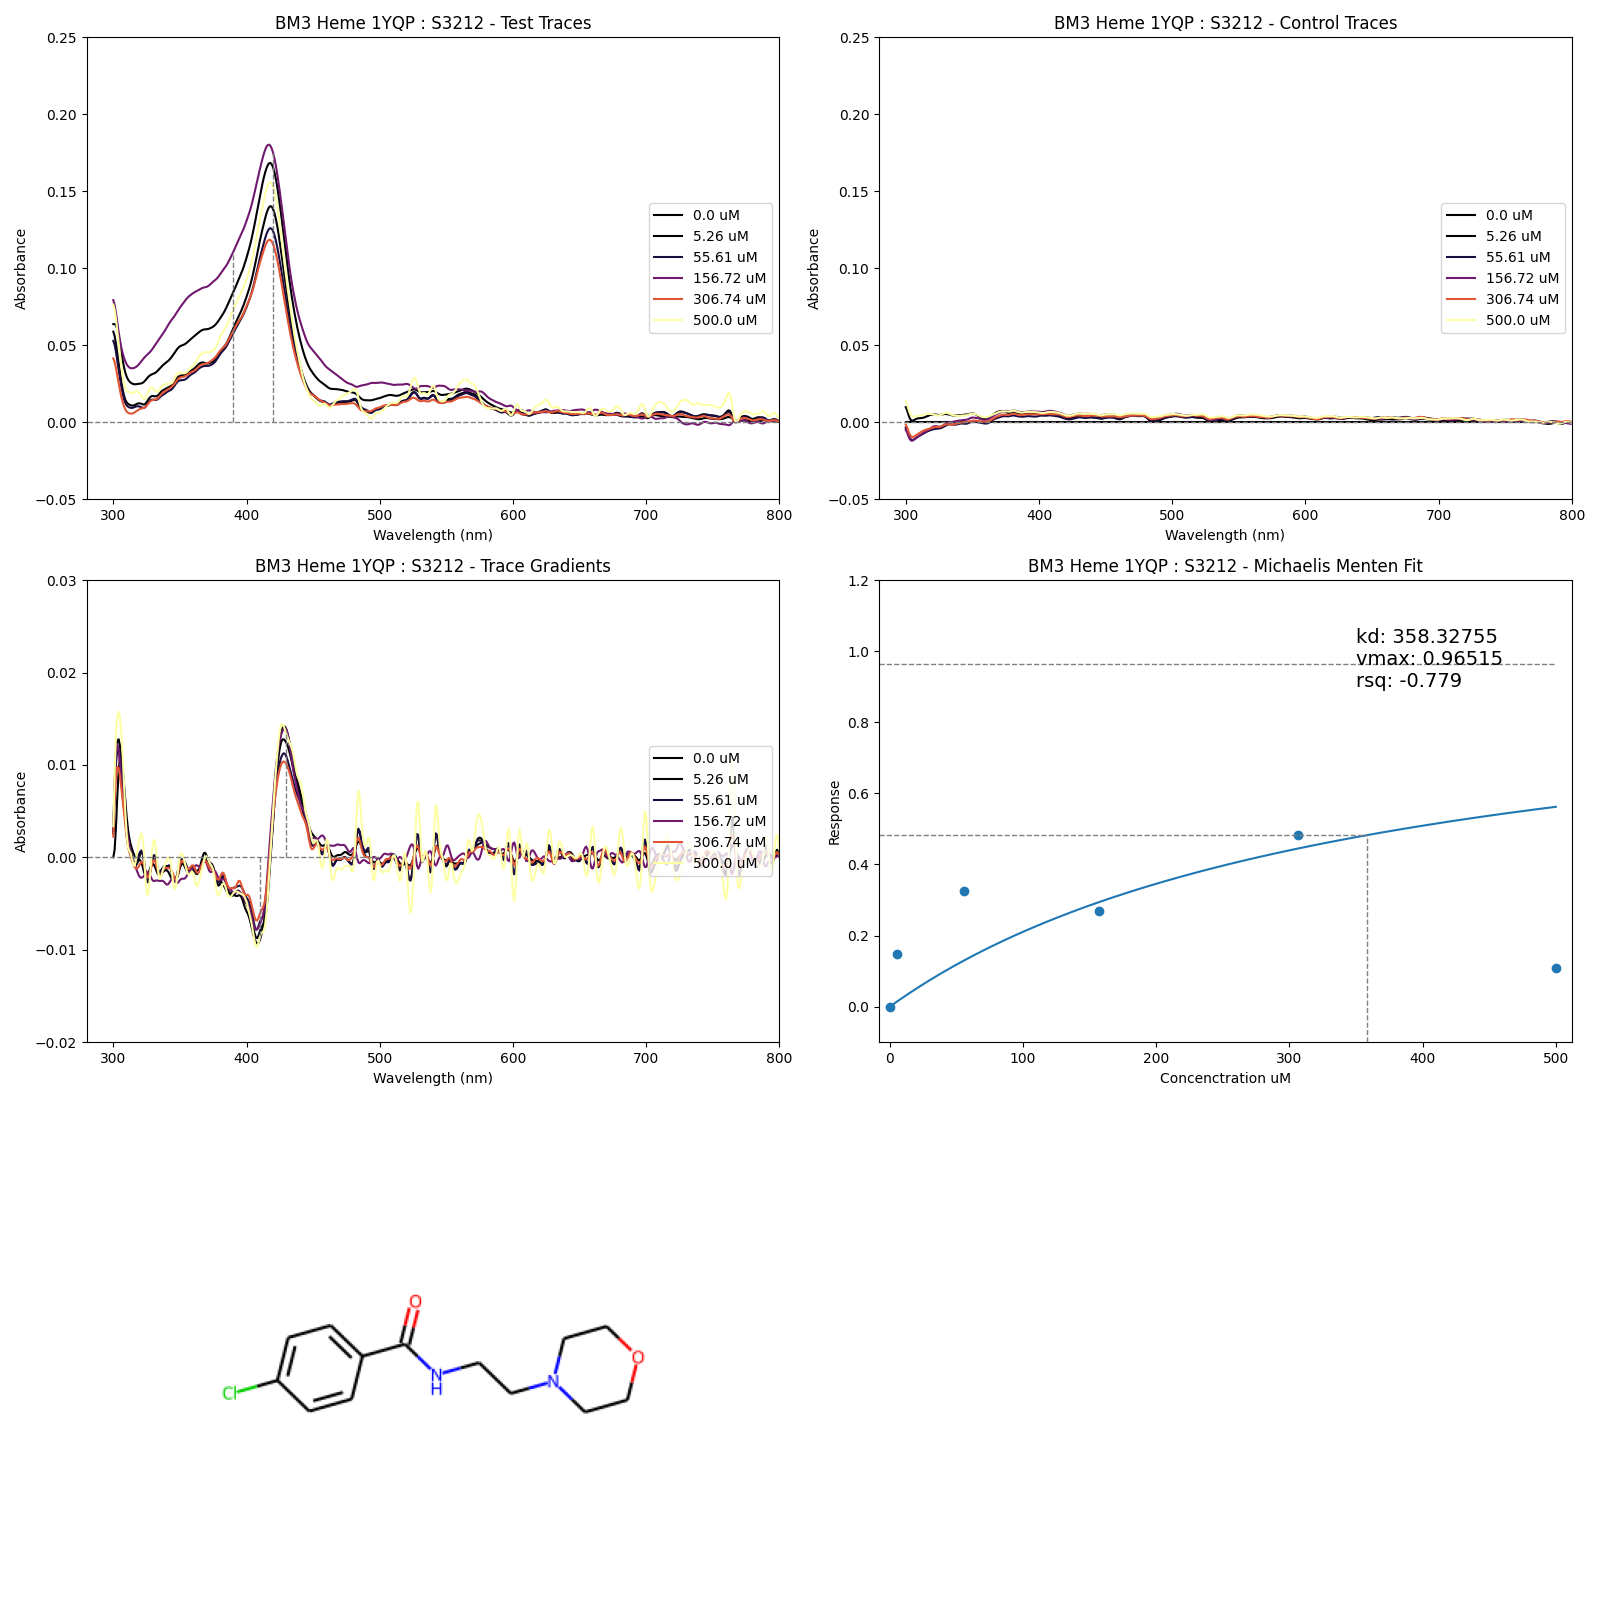 BM3 Heme 1YQP : S3212 - Test Traces
0.25
0.20
0.15
0.10
0.05
0.00
−0.05
Absorbance
300
400
500
600
700
800
Wavelength (nm)
0.0 uM
5.26 uM
55.61 uM
156.72 uM
306.74 uM
500.0 uM
BM3 Heme 1YQP : S3212 - Control Traces
0.25
0.20
0.15
0.10
0.05
0.00
−0.05
Absorbance
300
400
500
600
700
800
Wavelength (nm)
0.0 uM
5.26 uM
55.61 uM
156.72 uM
306.74 uM
500.0 uM
BM3 Heme 1YQP : S3212 - Trace Gradients
0.03
0.02
0.01
0.00
−0.01
−0.02
Absorbance
300
400
500
600
700
800
Wavelength (nm)
0.0 uM
5.26 uM
55.61 uM
156.72 uM
306.74 uM
500.0 uM
BM3 Heme 1YQP : S3212 - Michaelis Menten Fit
1.2
1.0
0.8
0.6
0.4
0.2
0.0
Response
kd: 358.32755
vmax: 0.96515
rsq: -0.779
0
100
200
300
400
500
Concenctration uM
O
Cl
N
H
N
O